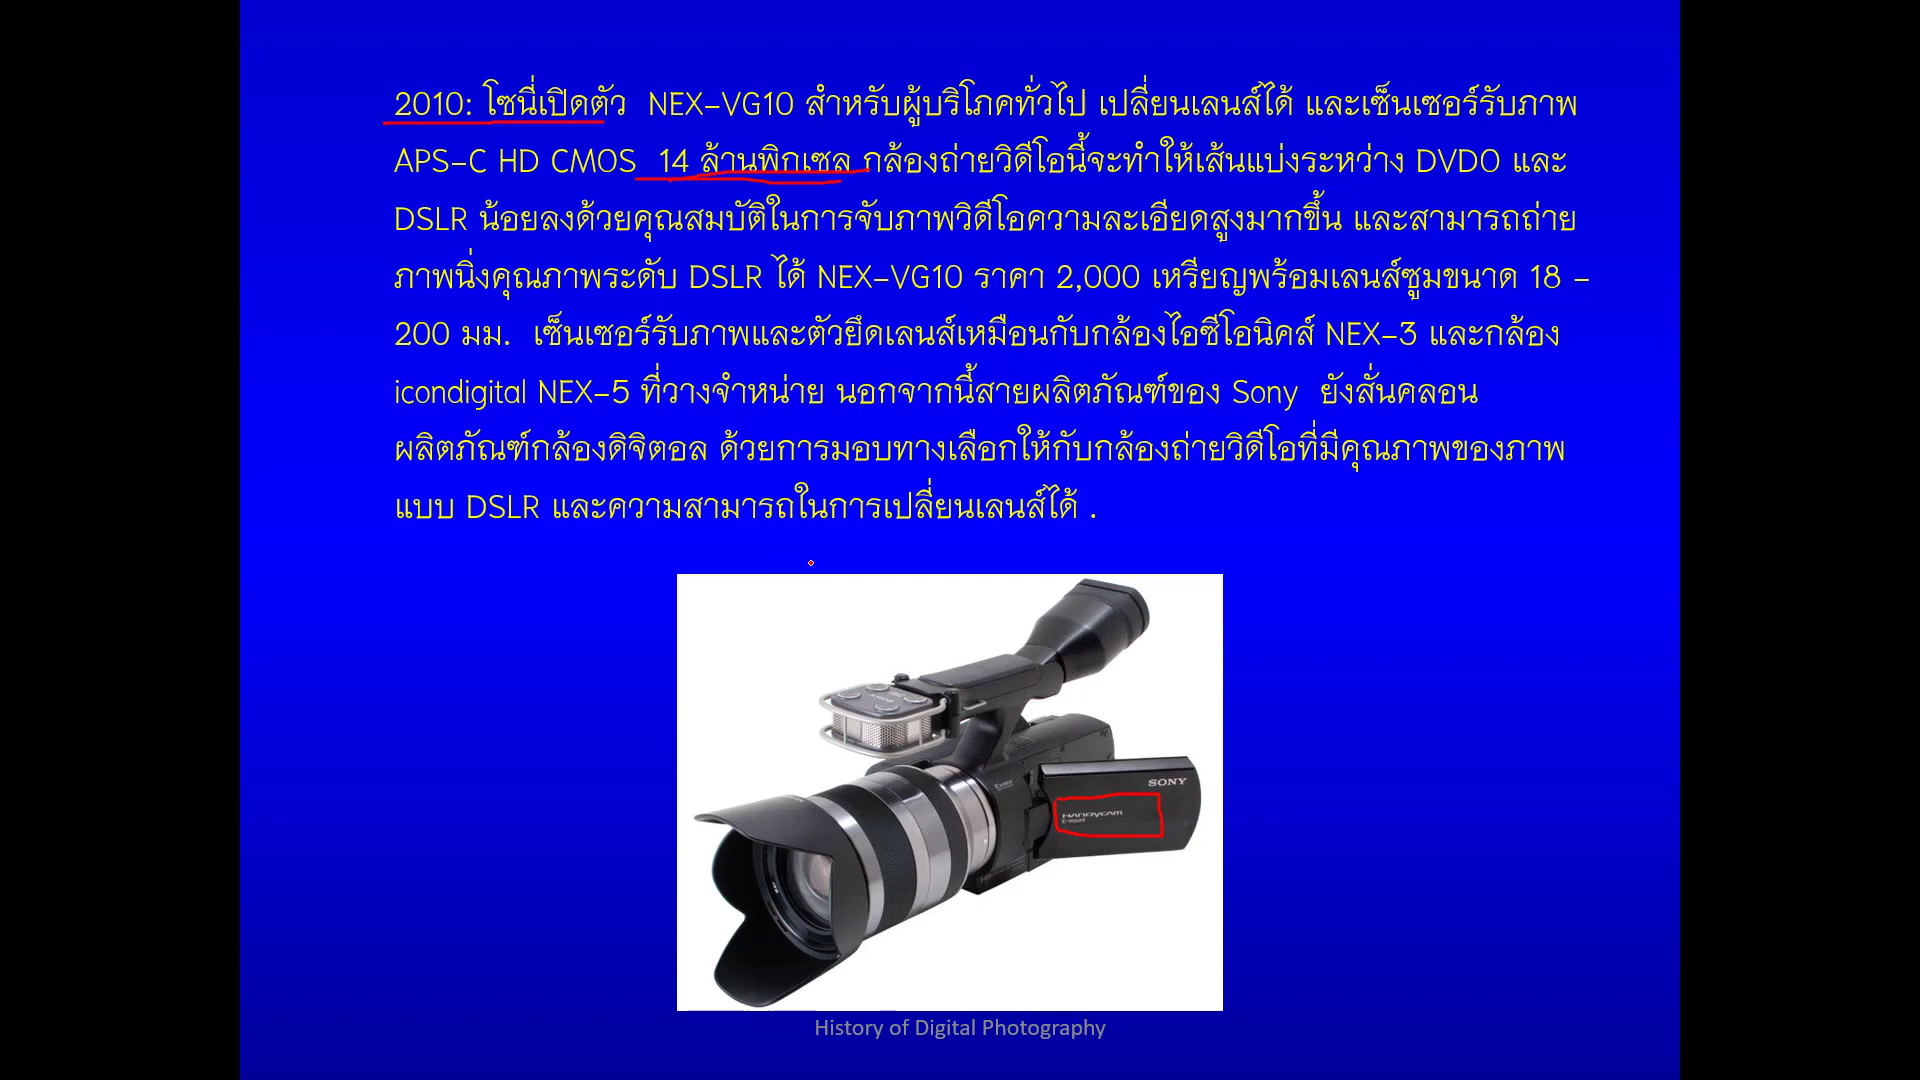 2010: โซนี่เปิดตัว NEX–VG10 สำหรับผู้บริโภคทั่วไป เปลี่ยนเลนส์ได้ และเซ็นเซอร์รับภาพ
APS–C HD CMOS 14 ล้านพิกเซล กล้องถ่ายวิดีโอนี้จะทำให้เส้นแบ่งระหว่าง DVDO และ
DSLR น้อยลงด้วยคุณสมบัติในการจับภาพวิดีโอความละเอียดสูงมากขึ้น และสามารถถ่าย
ภาพนิ่งคุณภาพระดับ DSLR ได้ NEX–VG10 ราคา 2,000 เหรียญพร้อมเลนส์ซูมขนาด 18 –
200 มม. เซ็นเซอร์รับภาพและตัวยึดเลนส์เหมือนกับกล้องไอซีโอนิคส์ NEX–3 และกล้อง
icondigital NEX–5 ที่วางจำหน่าย นอกจากนี้สายผลิตภัณฑ์ของ Sony ยังสั่นคลอน
ผลิตภัณฑ์กล้องดิจิตอล ด้วยการมอบทางเลือกให้กับกล้องถ่ายวิดีโอที่มีคุณภาพของภาพ
แบบ DSLR และความสามารถในการเปลี่ยนเลนส์ได้ .
SONY
SONY
HANDYCAM
E-mount
History of Digital Photography